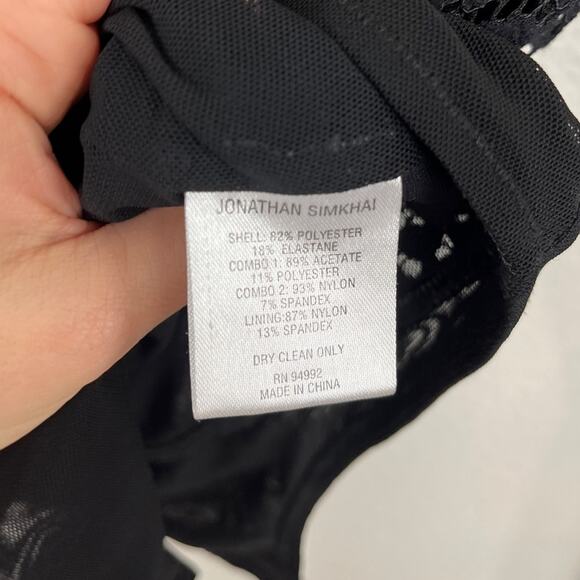 JONATHAN SIMKHAI
SHELL: 82% POLYESTER
18% ELASTANE
COMBO 1: 89% ACETATE
11% POLYESTER
COMBO 2: 93% NYLON
7% SPANDEX
LINING:87% NYLON
13% SPANDEX
DRY CLEAN ONLY
RN 94992
MADE IN CHINA